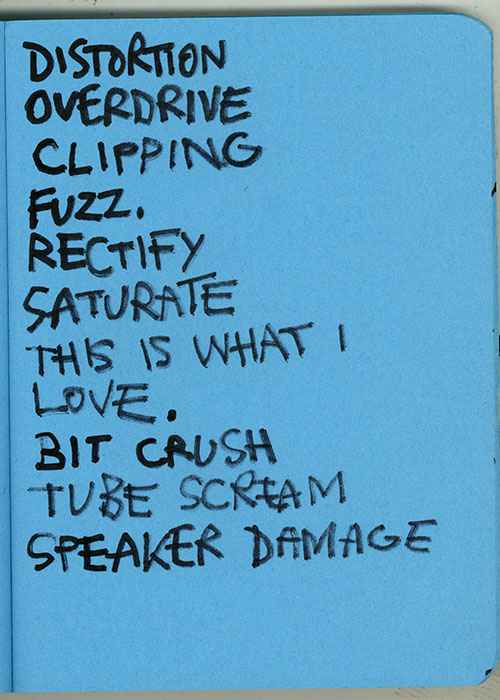 DISTORTION
OVERDRIVE
CLIPPING
FUZZ.
RECTIFY
SATURATE
THIS IS WHAT I
LOVE.
BIT CRUSH
TUBE SCREAM
SPEAKER DAMAGE